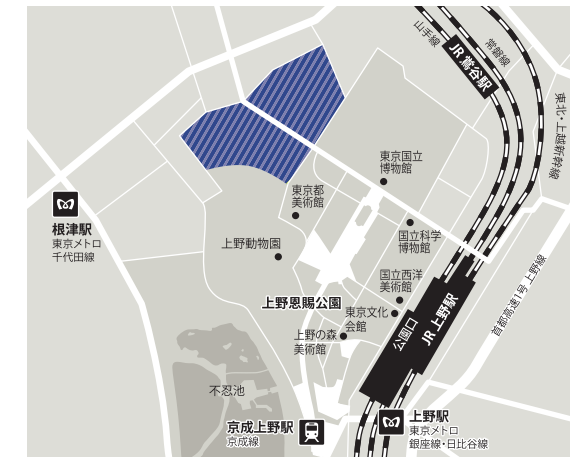 山手線
常磐線
JR 鶯谷駅
東北・上越新幹線
東京国立
博物館
東京都
美術館
根津駅
東京メトロ
千代田線
上野動物園
国立科学
博物館
国立西洋
美術館
上野恩賜公園
東京文化
会館
公園口
JR 上野駅
首都高速1号 上野線
上野の森
美術館
不忍池
京成上野駅
京成線
上野駅
東京メトロ
銀座線・日比谷線